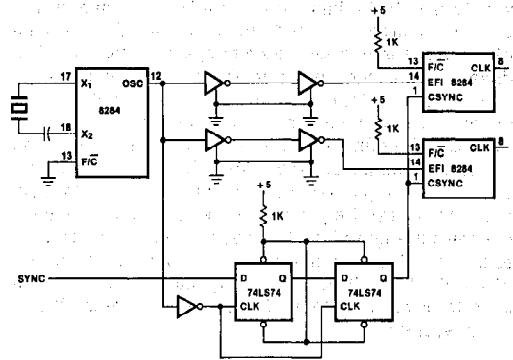 +5
1K
13 F/C̅ CLK 8
14 EFI 8284
1 CSYNC
17 X1 OSC 12
8284
18 X2
13 F/C̅
+5
1K
13 F/C̅ CLK 8
14 EFI 8284
1 CSYNC
+5
1K
SYNC
D Q
74LS74
CLK
D Q
74LS74
CLK